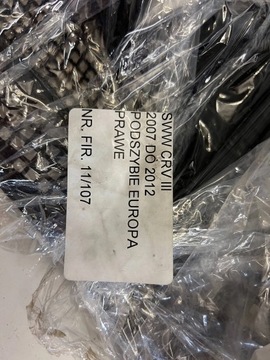 SWW CRV III
2007 DO 2012
PODSZYBIE EUROPA
PRAWE
NR. FIR. 11/107